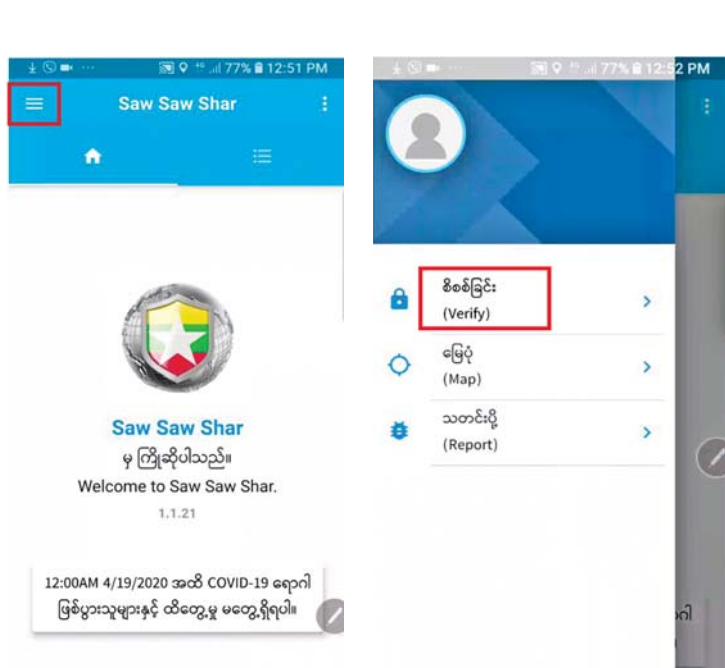 77% 12:51 PM
Saw Saw Shar
Saw Saw Shar
မှ ကြိုဆိုပါသည်။
Welcome to Saw Saw Shar.
1.1.21
12:00AM 4/19/2020 အထိ COVID-19 ရောဂါ
ဖြစ်ပွားသူများနှင့် ထိတွေ့မှု မတွေ့ရှိရပါ။
77% 12:52 PM
စိစစ်ခြင်း
(Verify)
မြေပုံ
(Map)
သတင်းပို့
(Report)